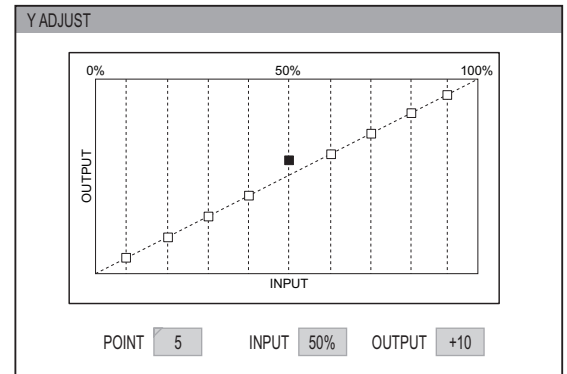 Y ADJUST
0% 50% 100%
OUTPUT
INPUT
POINT 5 INPUT 50% OUTPUT +10